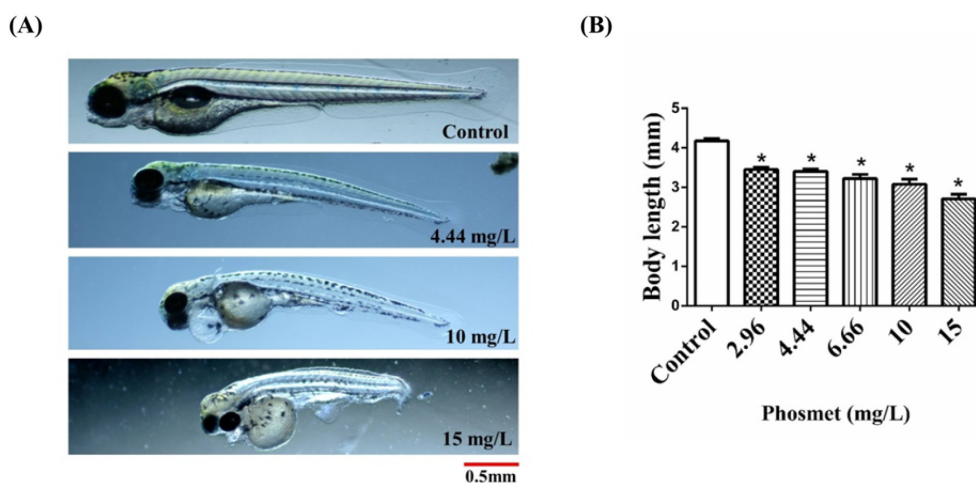 (A)
Control
4.44 mg/L
10 mg/L
15 mg/L
0.5mm
(B)
Body length (mm)
5
4
3
2
1
0
* * * * *
Control 2.96 4.44 6.66 10 15
Phosmet (mg/L)